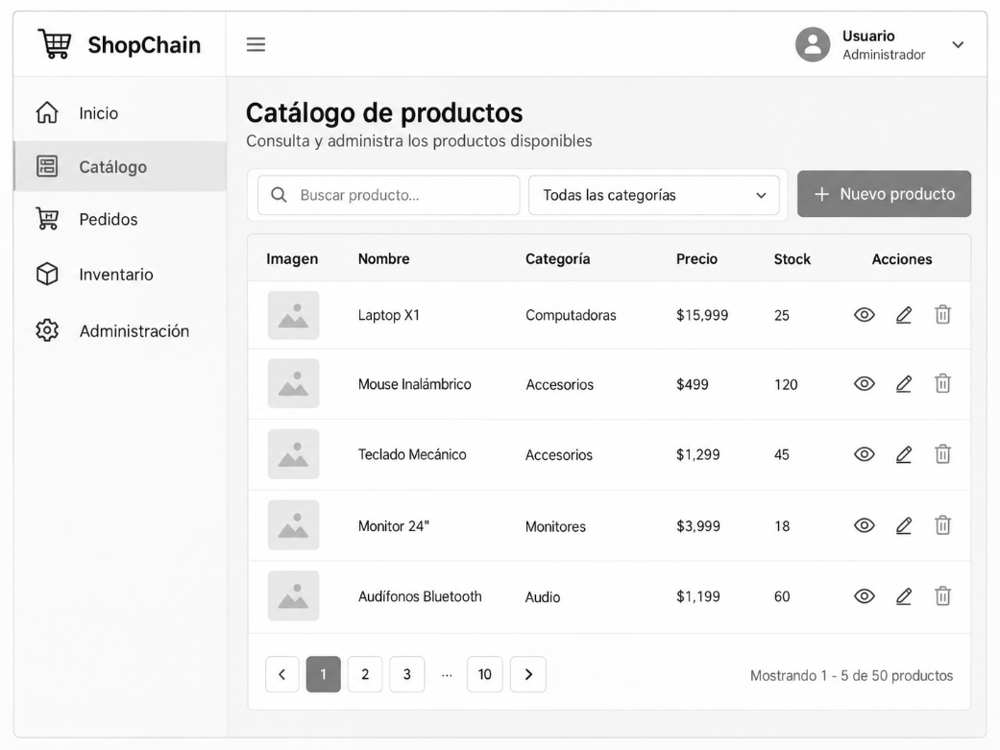 ShopChain
Usuario
Administrador
Inicio
Catálogo
Pedidos
Inventario
Administración
Catálogo de productos
Consulta y administra los productos disponibles
Buscar producto...
Todas las categorías
+ Nuevo producto
Imagen Nombre Categoría Precio Stock Acciones
Laptop X1 Computadoras $15,999 25
Mouse Inalámbrico Accesorios $499 120
Teclado Mecánico Accesorios $1,299 45
Monitor 24" Monitores $3,999 18
Audífonos Bluetooth Audio $1,199 60
< 1 2 3 ... 10 >
Mostrando 1 - 5 de 50 productos